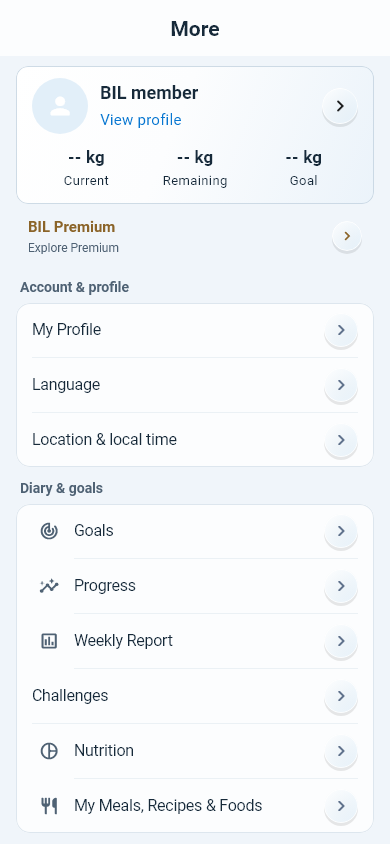 More
BIL member
View profile
-- kg -- kg -- kg
Current Remaining Goal
BIL Premium
Explore Premium
Account & profile
My Profile
Language
Location & local time
Diary & goals
Goals
Progress
Weekly Report
Challenges
Nutrition
My Meals, Recipes & Foods